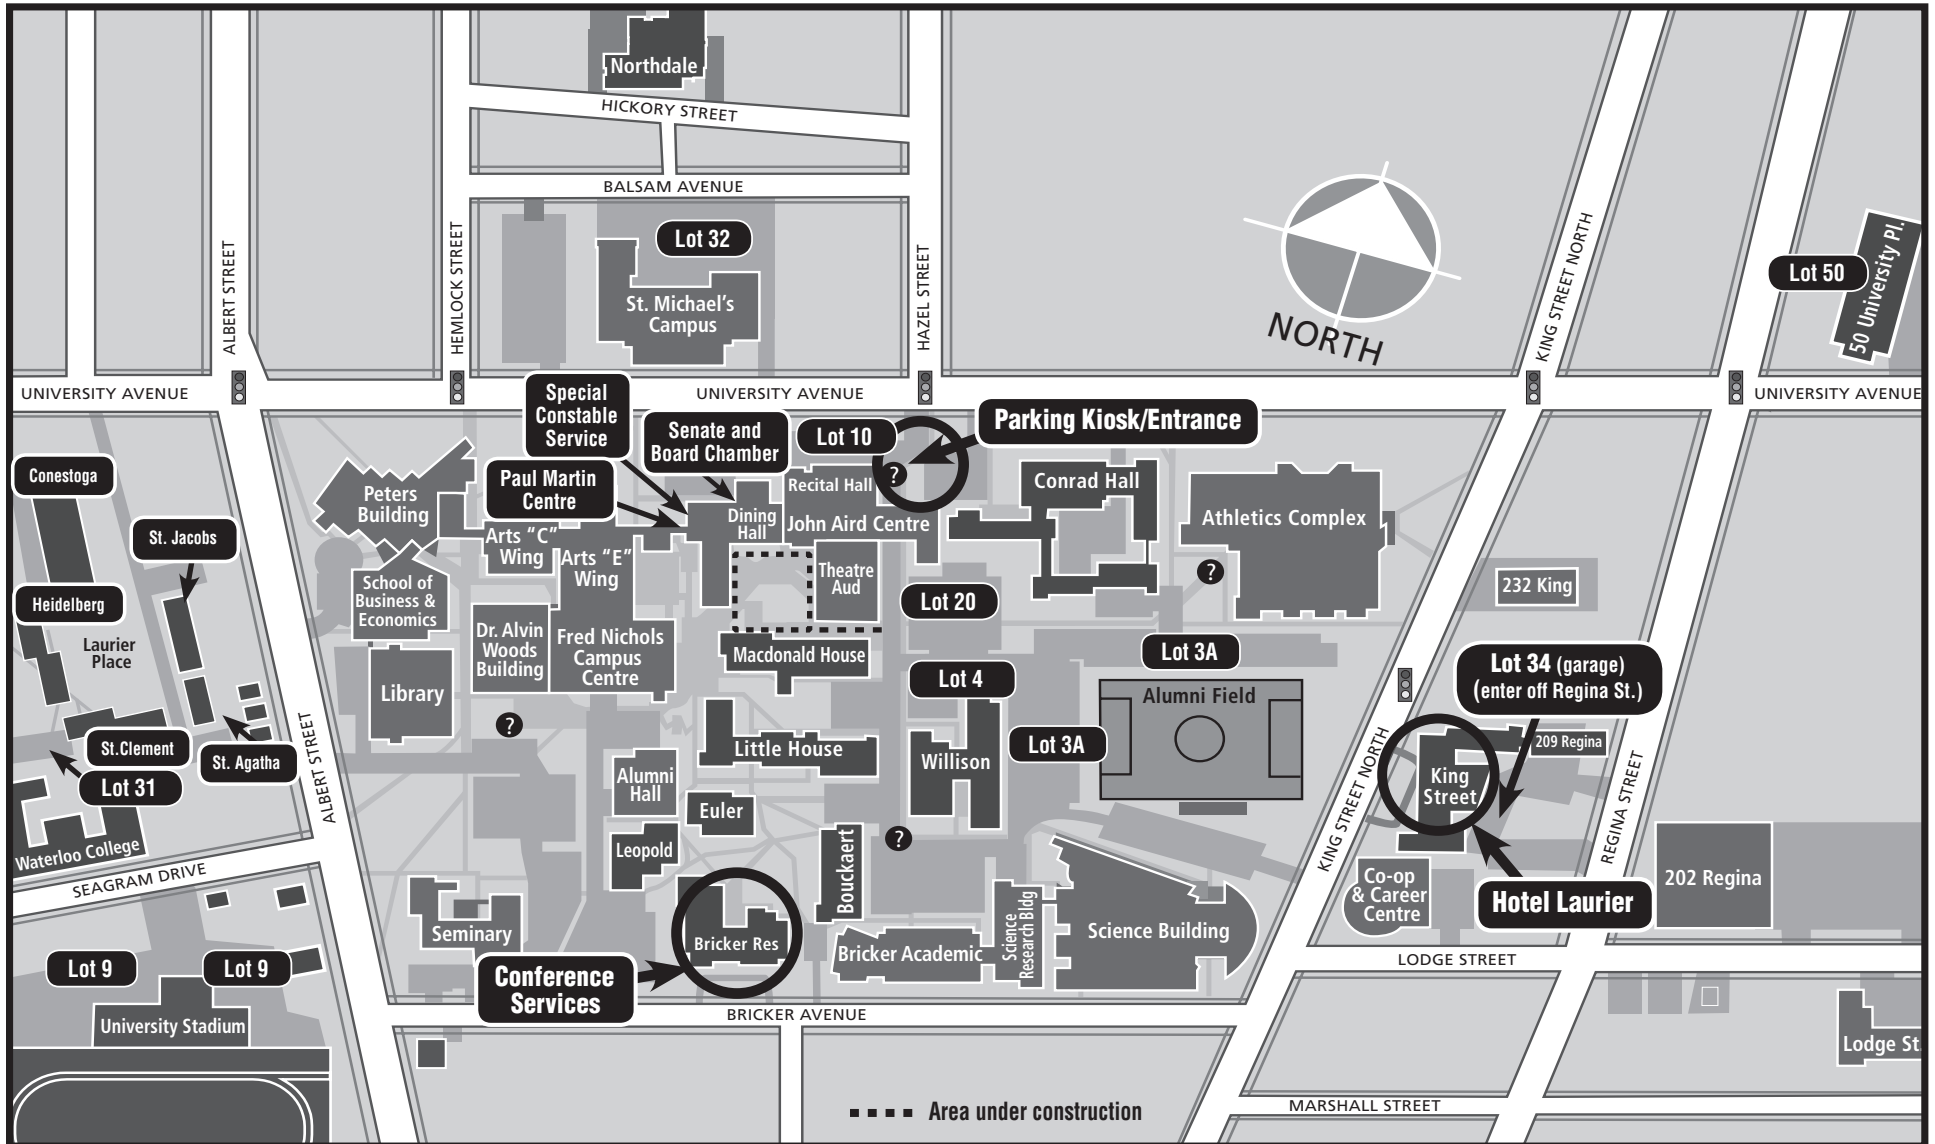 Northdale
HICKORY STREET
BALSAM AVENUE
Lot 32
St. Michael's
Campus
ALBERT STREET
HEMLOCK STREET
HAZEL STREET
NORTH
KING STREET NORTH
Lot 50
50 University Pl.
UNIVERSITY AVENUE
UNIVERSITY AVENUE
UNIVERSITY AVENUE
Special
Constable
Service
Senate and
Board Chamber
Lot 10
Parking Kiosk/Entrance
Paul Martin
Centre
Conestoga
St. Jacobs
Heidelberg
Laurier
Place
St.Clement
St. Agatha
Lot 31
Waterloo College
SEAGRAM DRIVE
Lot 9
Lot 9
University Stadium
ALBERT STREET
Peters
Building
Arts "C"
Wing
Arts "E"
Wing
School of
Business &
Economics
Dr. Alvin
Woods
Building
Fred Nichols
Campus
Centre
Library
?
Dining
Hall
Recital Hall
?
John Aird Centre
Theatre
Aud
Macdonald House
Conrad Hall
Athletics Complex
?
Lot 20
Lot 3A
Lot 4
Lot 3A
Alumni Field
Little House
Willison
Alumni
Hall
Euler
Leopold
Bouckaert
?
Seminary
Bricker Res
Conference
Services
Bricker Academic
Science
Research Bldg
Science Building
BRICKER AVENUE
232 King
Lot 34 (garage)
(enter off Regina St.)
209 Regina
King
Street
KING STREET NORTH
REGINA STREET
Co-op
& Career
Centre
Hotel Laurier
202 Regina
LODGE STREET
Lodge St
MARSHALL STREET
Area under construction